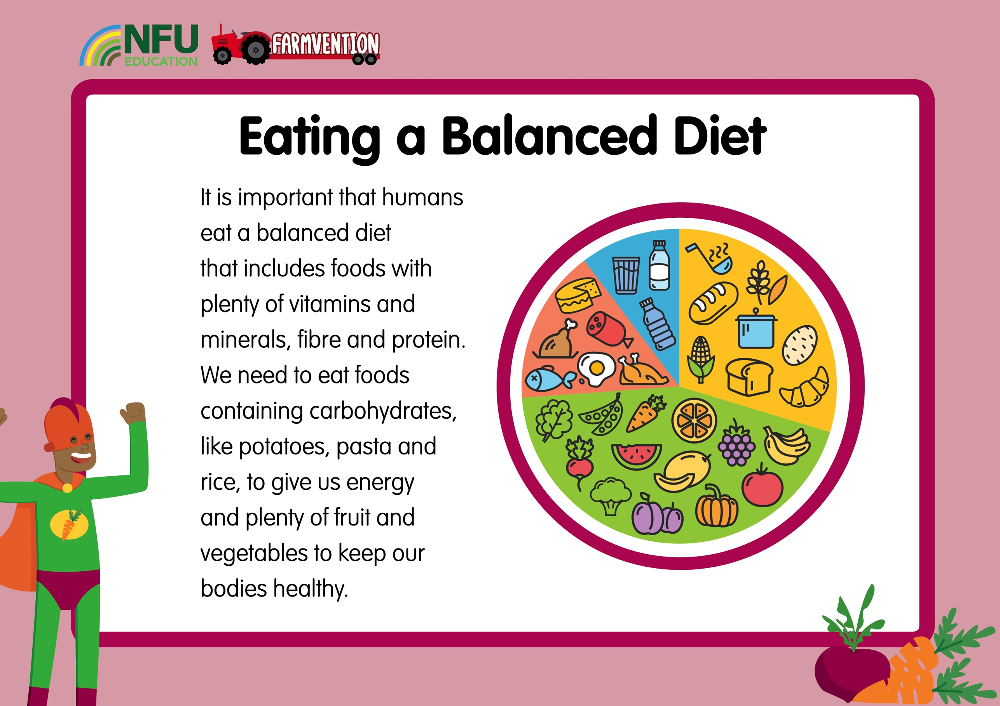 NFU
EDUCATION
FARMVENTION
Eating a Balanced Diet
It is important that humans
eat a balanced diet
that includes foods with
plenty of vitamins and
minerals, fibre and protein.
We need to eat foods
containing carbohydrates,
like potatoes, pasta and
rice, to give us energy
and plenty of fruit and
vegetables to keep our
bodies healthy.